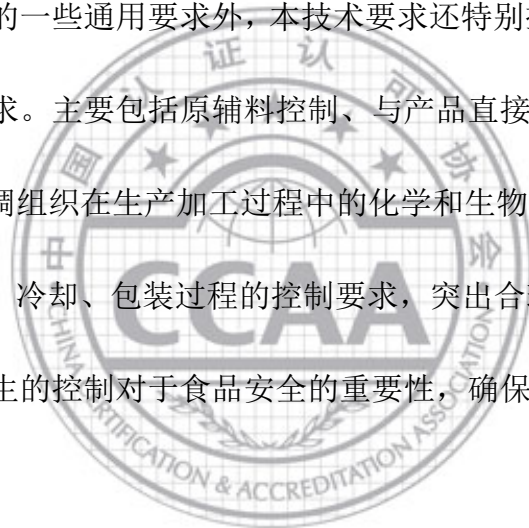 的一些通用要求外，本技术要求还特别
求。主要包括原辅料控制、与产品直接
调组织在生产加工过程中的化学和生物
、冷却、包装过程的控制要求，突出合
生的控制对于食品安全的重要性，确保
中国认证认可协会
CCAA
CHINA CERTIFICATION & ACCREDITATION ASSOCIATION